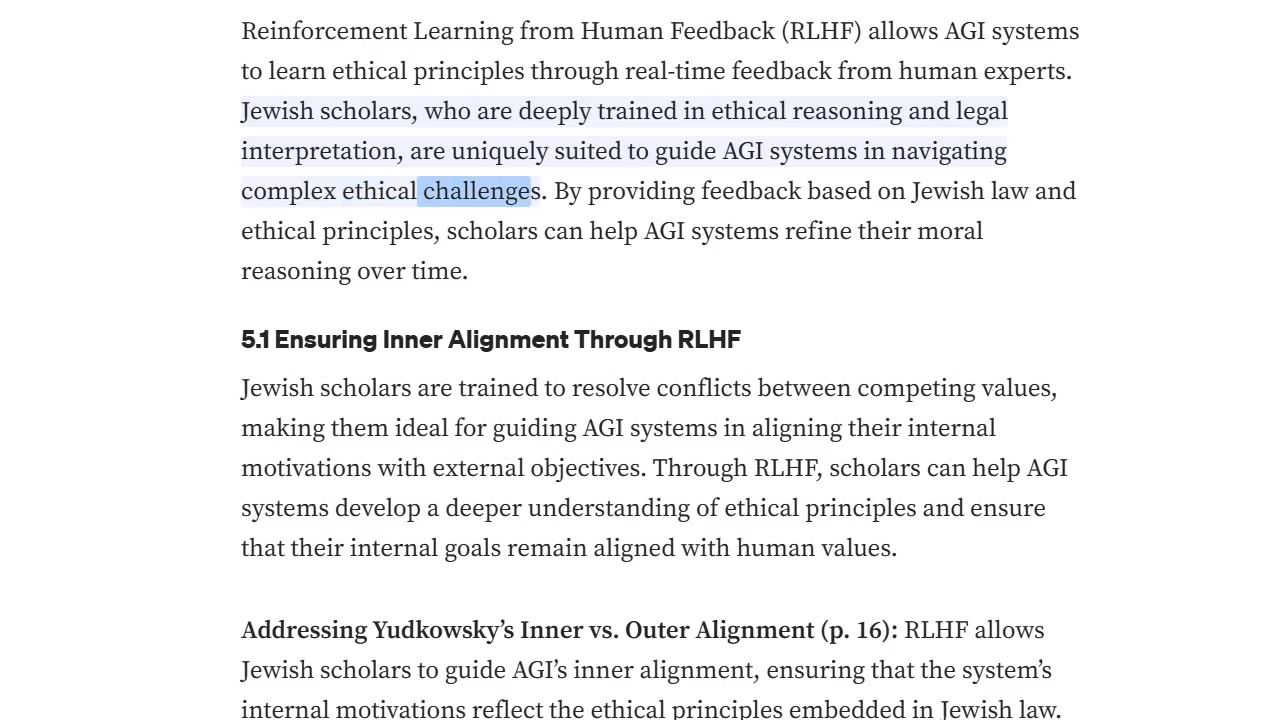 Reinforcement Learning from Human Feedback (RLHF) allows AGI systems
to learn ethical principles through real-time feedback from human experts.
Jewish scholars, who are deeply trained in ethical reasoning and legal
interpretation, are uniquely suited to guide AGI systems in navigating
complex ethical challenges. By providing feedback based on Jewish law and
ethical principles, scholars can help AGI systems refine their moral
reasoning over time.
5.1 Ensuring Inner Alignment Through RLHF
Jewish scholars are trained to resolve conflicts between competing values,
making them ideal for guiding AGI systems in aligning their internal
motivations with external objectives. Through RLHF, scholars can help AGI
systems develop a deeper understanding of ethical principles and ensure
that their internal goals remain aligned with human values.
Addressing Yudkowsky’s Inner vs. Outer Alignment (p. 16): RLHF allows
Jewish scholars to guide AGI’s inner alignment, ensuring that the system’s
internal motivations reflect the ethical principles embedded in Jewish law.